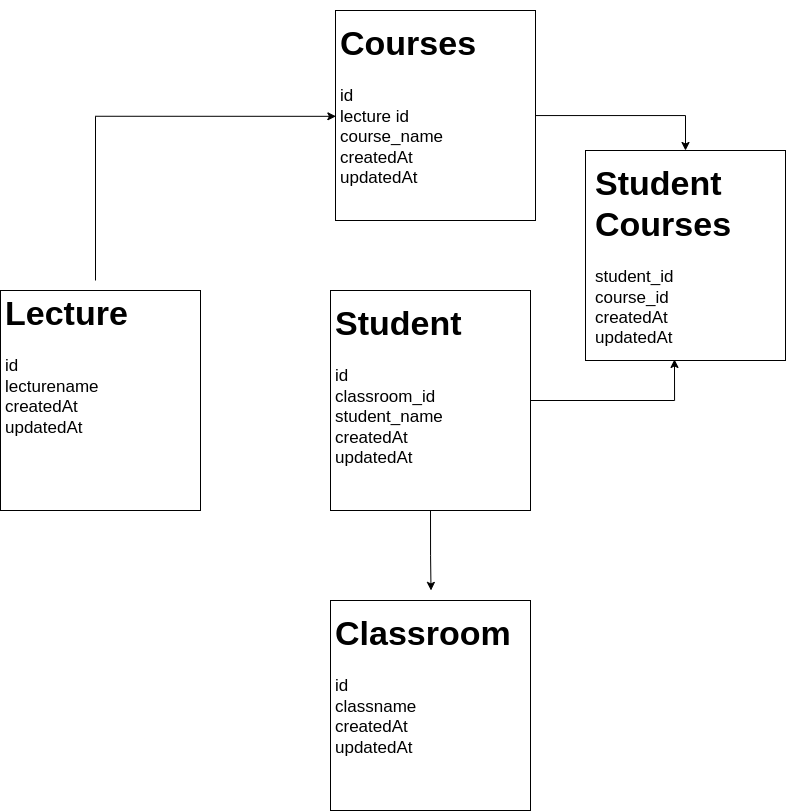 Courses
id
lecture id
course_name
createdAt
updatedAt
Student
Courses
student_id
course_id
createdAt
updatedAt
Lecture
id
lecturename
createdAt
updatedAt
Student
id
classroom_id
student_name
createdAt
updatedAt
Classroom
id
classname
createdAt
updatedAt